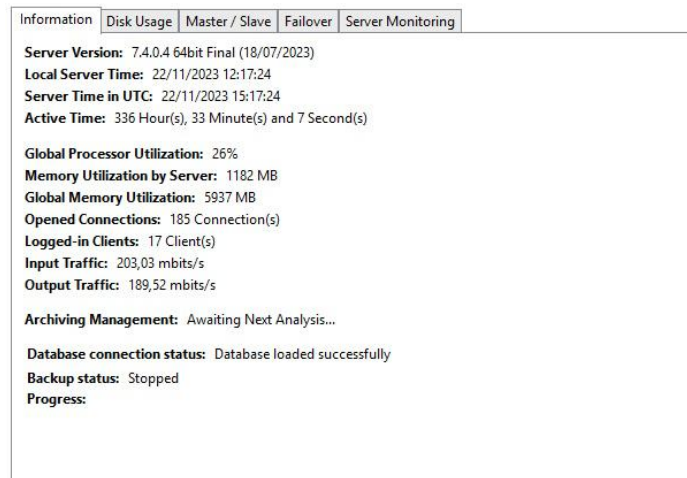 Information Disk Usage Master / Slave Failover Server Monitoring
Server Version: 7.4.0.4 64bit Final (18/07/2023)
Local Server Time: 22/11/2023 12:17:24
Server Time in UTC: 22/11/2023 15:17:24
Active Time: 336 Hour(s), 33 Minute(s) and 7 Second(s)
Global Processor Utilization: 26%
Memory Utilization by Server: 1182 MB
Global Memory Utilization: 5937 MB
Opened Connections: 185 Connection(s)
Logged-in Clients: 17 Client(s)
Input Traffic: 203,03 mbits/s
Output Traffic: 189,52 mbits/s
Archiving Management: Awaiting Next Analysis...
Database connection status: Database loaded successfully
Backup status: Stopped
Progress: